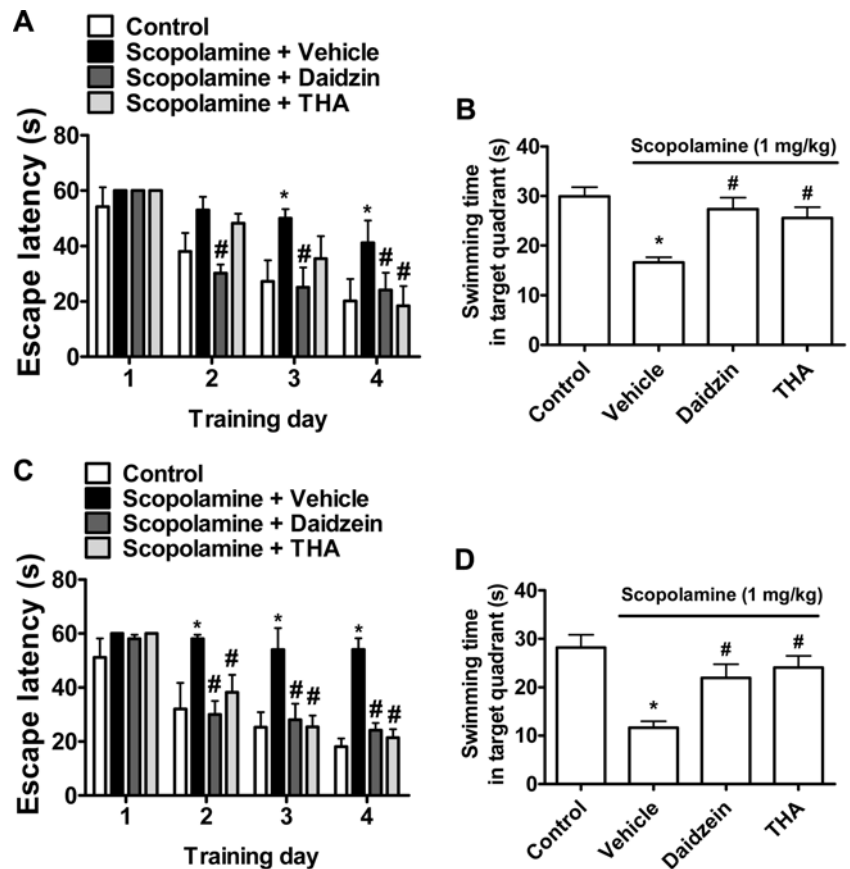 A
Control
Scopolamine + Vehicle
Scopolamine + Daidzin
Scopolamine + THA
Escape latency (s)
80
60
40
20
0
* *
# # # #
1 2 3 4
Training day
B
Scopolamine (1 mg/kg)
Swimming time
in target quadrant (s)
40
30
20
10
0
* # #
Control Vehicle Daidzin THA
C
Control
Scopolamine + Vehicle
Scopolamine + Daidzein
Scopolamine + THA
Escape latency (s)
80
60
40
20
0
* * *
# # # # # #
1 2 3 4
Training day
D
Scopolamine (1 mg/kg)
Swimming time
in target quadrant (s)
40
30
20
10
0
* # #
Control Vehicle Daidzein THA